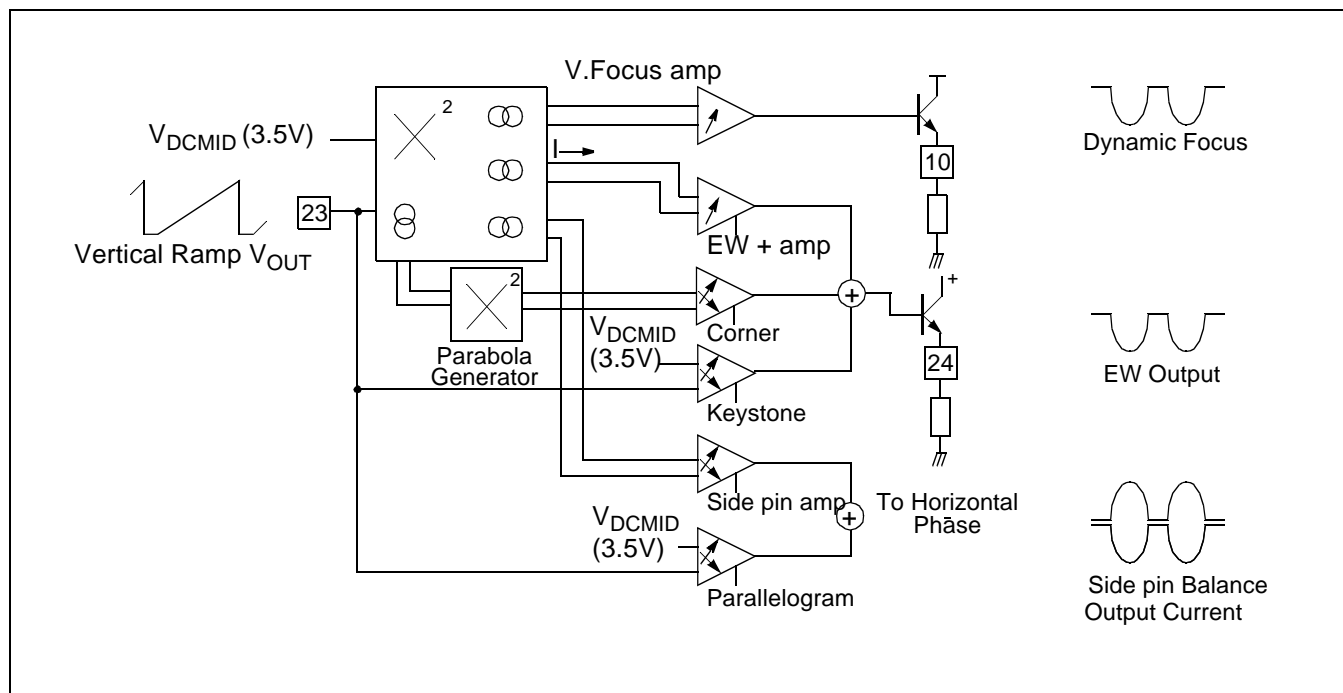 V.Focus amp
2
VDCMID (3.5V)
I
Dynamic Focus
10
23
Vertical Ramp VOUT
EW + amp
2
+
+
VDCMID
(3.5V)
Corner
Parabola
Generator
24
EW Output
Keystone
Side pin amp
+
To Horizontal
Phāse
VDCMID
(3.5V)
Parallelogram
Side pin Balance
Output Current